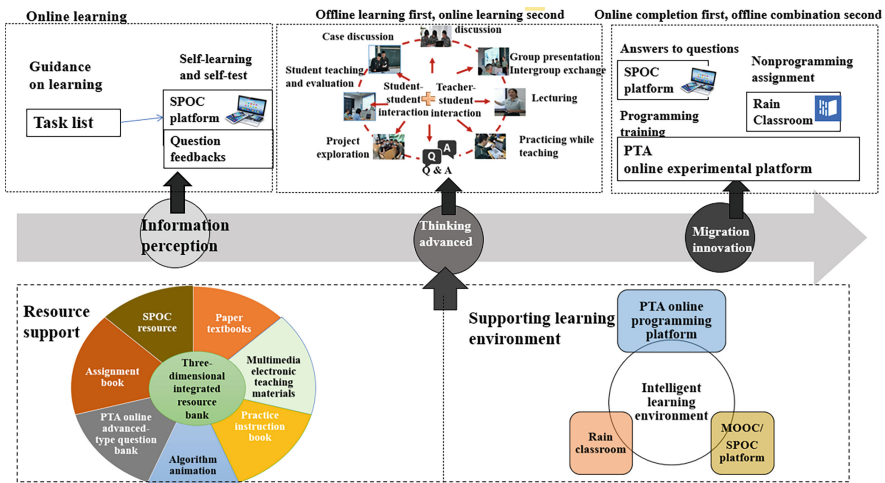 Online learning
Guidance
on learning
Task list
Self-learning
and self-test
SPOC
platform
Question
feedbacks
Offline learning first, online learning second
discussion
Case discussion
Group presentation
Intergroup exchange
Student teaching
and evaluation
Student-
student
interaction
Teacher-
student
interaction
Lecturing
Project
exploration
Practicing while
teaching
Q
A
Q & A
Online completion first, offline combination second
Answers to questions
SPOC
platform
Nonprogramming
assignment
Rain
Classroom
Programming
training
PTA
online experimental platform
Information
perception
Thinking
advanced
Migration
innovation
Resource
support
SPOC
resource
Paper
textbooks
Assignment
book
Three-
dimensional
integrated
resource
bank
Multimedia
electronic
teaching
materials
PTA online
advanced-
type question
bank
Practice
instruction
book
Algorithm
animation
Supporting learning
environment
PTA online
programming
platform
Intelligent
learning
environment
Rain
classroom
MOOC/
SPOC
platform